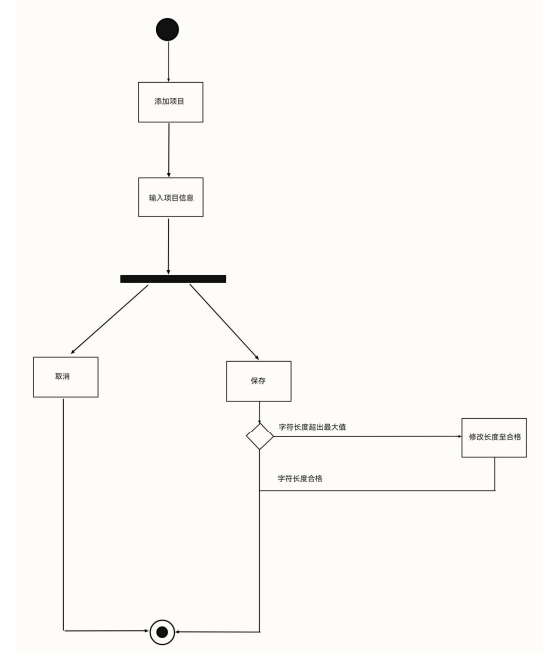 添加项目
输入项目信息
取消
保存
字符长度超出最大值
修改长度至合格
字符长度合格